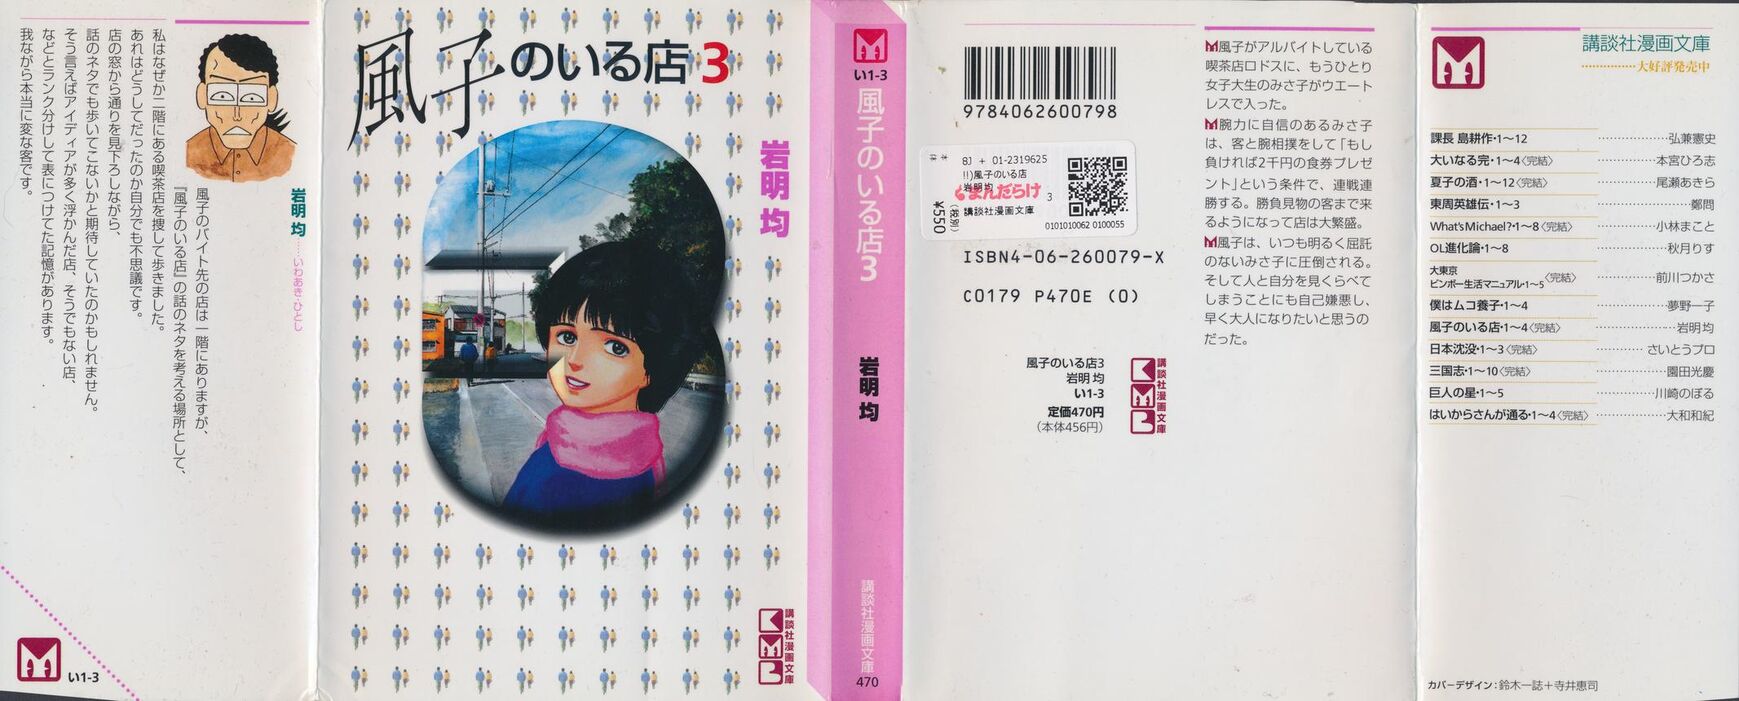 岩明 均……いわあき・ひとし
風子のバイト先の店は一階にありますが、
『風子のいる店』の話のネタを考える場所として、
私はなぜか二階にある喫茶店を捜して歩きました。
あれはどうしてだったのか自分でも不思議です。
店の窓から通りを見下ろしながら、
話のネタでも歩いてこないかと期待していたのかもしれません。
そう言えばアイディアが多く浮かんだ店、そうでもない店、
などとランク分けして表につけてた記憶があります。
我ながら本当に変な客です。
い1-3
風子のいる店 3
岩明 均
講談社漫画文庫
い1-3
風子のいる店3
岩明 均
講談社漫画文庫
470
9784062600798
8J + 01-2319625
!!)風子のいる店
岩明均
まんだらけ 3
講談社漫画文庫
¥550
(税別)
0101010062 0100055
ISBN4-06-260079-X
C0179 P470E (0)
風子のいる店3
岩明 均
い1-3
定価470円
(本体456円)
講談社漫画文庫
風子がアルバイトしている
喫茶店ロドスに、もうひとり
女子大生のみさ子がウエート
レスで入った。
腕力に自信のあるみさ子
は、客と腕相撲をして「もし
負ければ2千円の食券プレゼ
ント」という条件で、連戦連
勝する。勝負見物の客まで来
るようになって店は大繁盛。
風子は、いつも明るく屈託
のないみさ子に圧倒される。
そして人と自分を見くらべて
しまうことにも自己嫌悪し、
早く大人になりたいと思うの
だった。
講談社漫画文庫
……………大好評発売中
課長 島耕作・1〜12……………弘兼憲史
大いなる完・1〜4〈完結〉……………本宮ひろ志
夏子の酒・1〜12〈完結〉……………尾瀬あきら
東周英雄伝・1〜3……………鄭問
What's Michael?・1〜8〈完結〉……………小林まこと
OL進化論・1〜8……………秋月りす
大東京
ビンボー生活マニュアル・1〜5〈完結〉……………前川つかさ
僕はムコ養子・1〜4……………夢野一子
風子のいる店・1〜4〈完結〉……………岩明 均
日本沈没・1〜3〈完結〉……………さいとうプロ
三国志・1〜10〈完結〉……………園田光慶
巨人の星・1〜5……………川崎のぼる
はいからさんが通る・1〜4〈完結〉……………大和和紀
カバーデザイン:鈴木一誌+寺井恵司